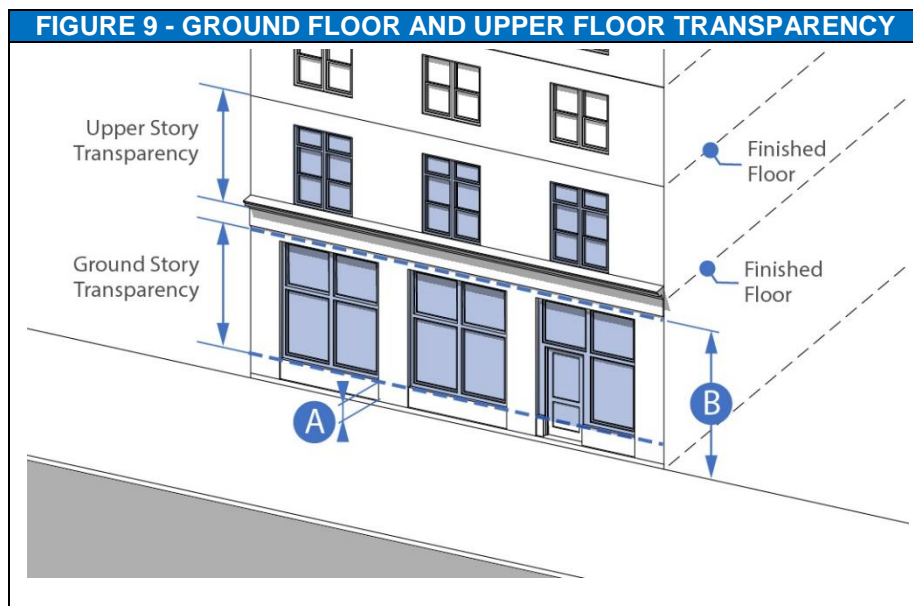 FIGURE 9 - GROUND FLOOR AND UPPER FLOOR TRANSPARENCY
Upper Story
Transparency
Finished
Floor
Ground Story
Transparency
Finished
Floor
A
B